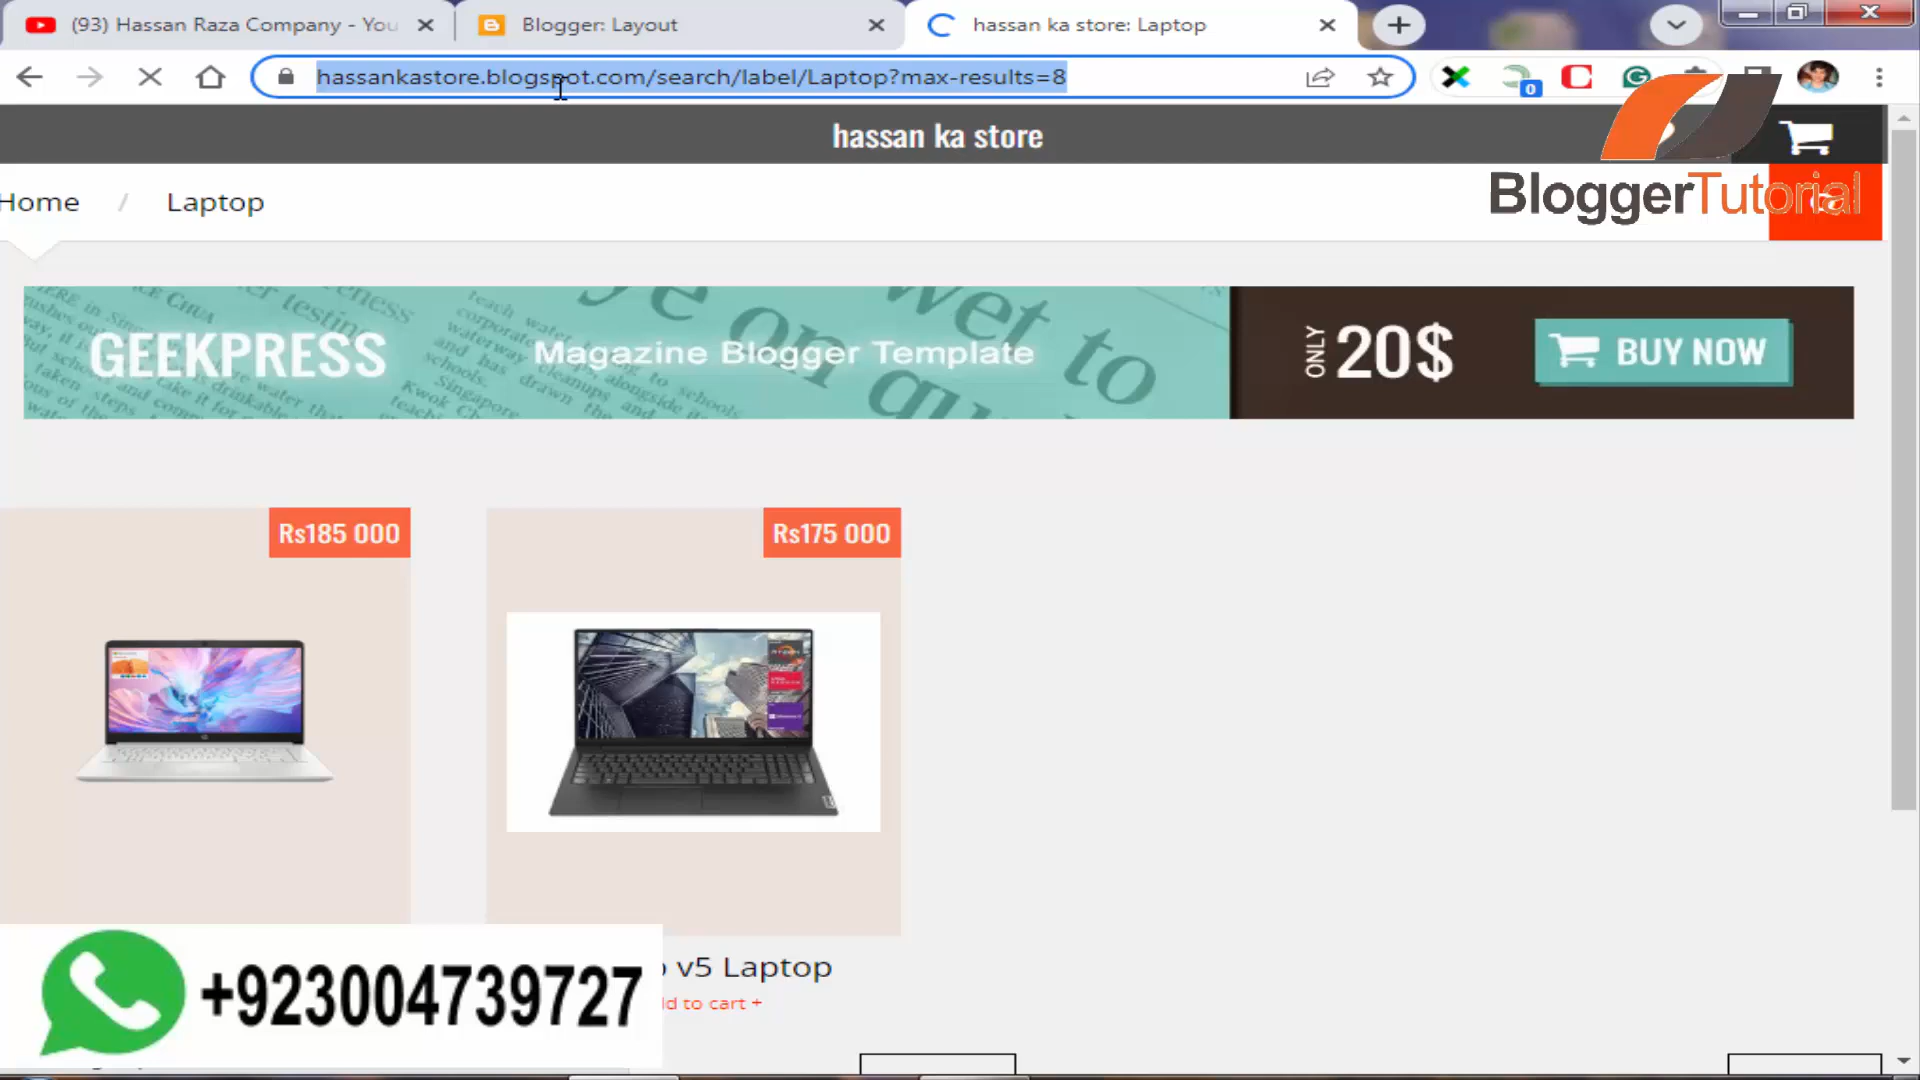 (93) Hassan Raza Company - You
Blogger: Layout
hassan ka store: Laptop
hassankastore.blogspot.com/search/label/Laptop?max-results=8
0
hassan ka store
Home / Laptop
BloggerTutorial
GEEKPRESS
Magazine Blogger Template
ONLY 20$
BUY NOW
Rs185 000
Rs175 000
v5 Laptop
to cart +
+923004739727